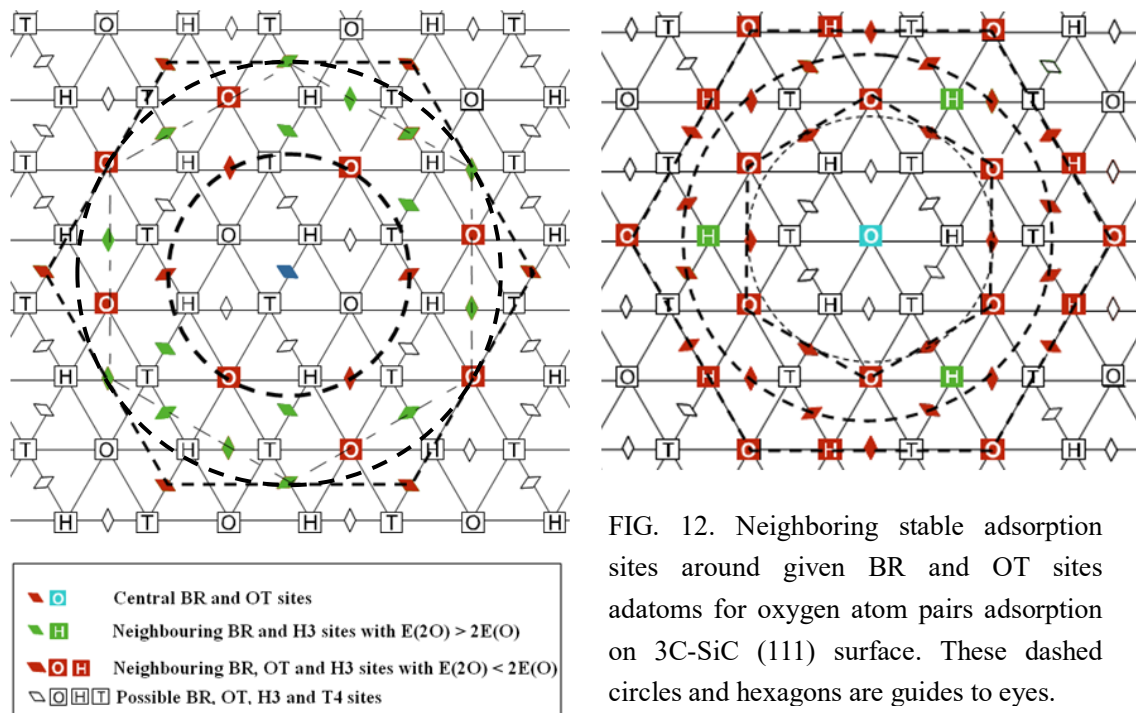 T O H T O H T
H T O H T O H
T O H T O H T
H T O H T O H
T O H T O H T
H T O H T O H
T O H T O H T
H T O H T O H
T O H T O H
O H T O H T O
T O H T O H
O H T O H T O
T O H T O H
O H T O H T O
T O H T O H
O Central BR and OT sites
H Neighbouring BR and H3 sites with E(2O) > 2E(O)
O H Neighbouring BR, OT and H3 sites with E(2O) < 2E(O)
O H T Possible BR, OT, H3 and T4 sites
FIG. 12. Neighboring stable adsorption
sites around given BR and OT sites
adatoms for oxygen atom pairs adsorption
on 3C-SiC (111) surface. These dashed
circles and hexagons are guides to eyes.